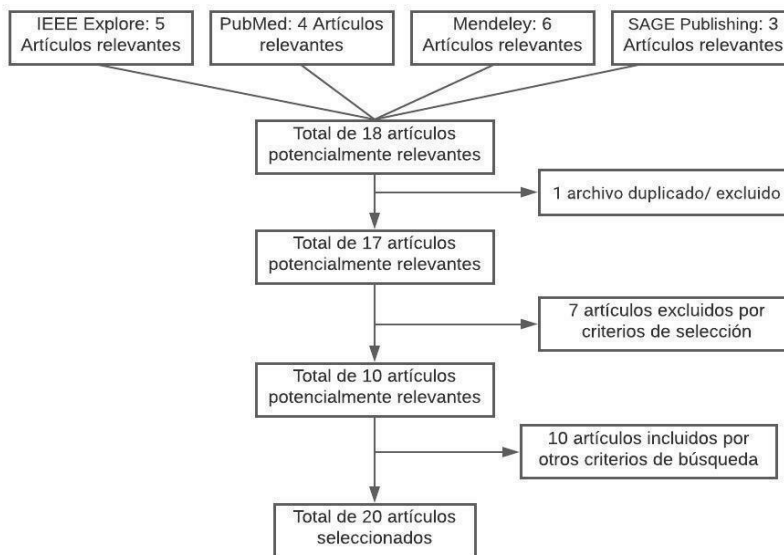 IEEE Explore: 5
Artículos relevantes
PubMed: 4 Artículos
relevantes
Mendeley: 6
Artículos relevantes
SAGE Publishing: 3
Artículos relevantes
Total de 18 artículos
potencialmente relevantes
1 archivo duplicado/ excluido
Total de 17 artículos
potencialmente relevantes
7 artículos excluidos por
criterios de selección
Total de 10 artículos
potencialmente relevantes
10 artículos incluidos por
otros criterios de búsqueda
Total de 20 artículos
seleccionados